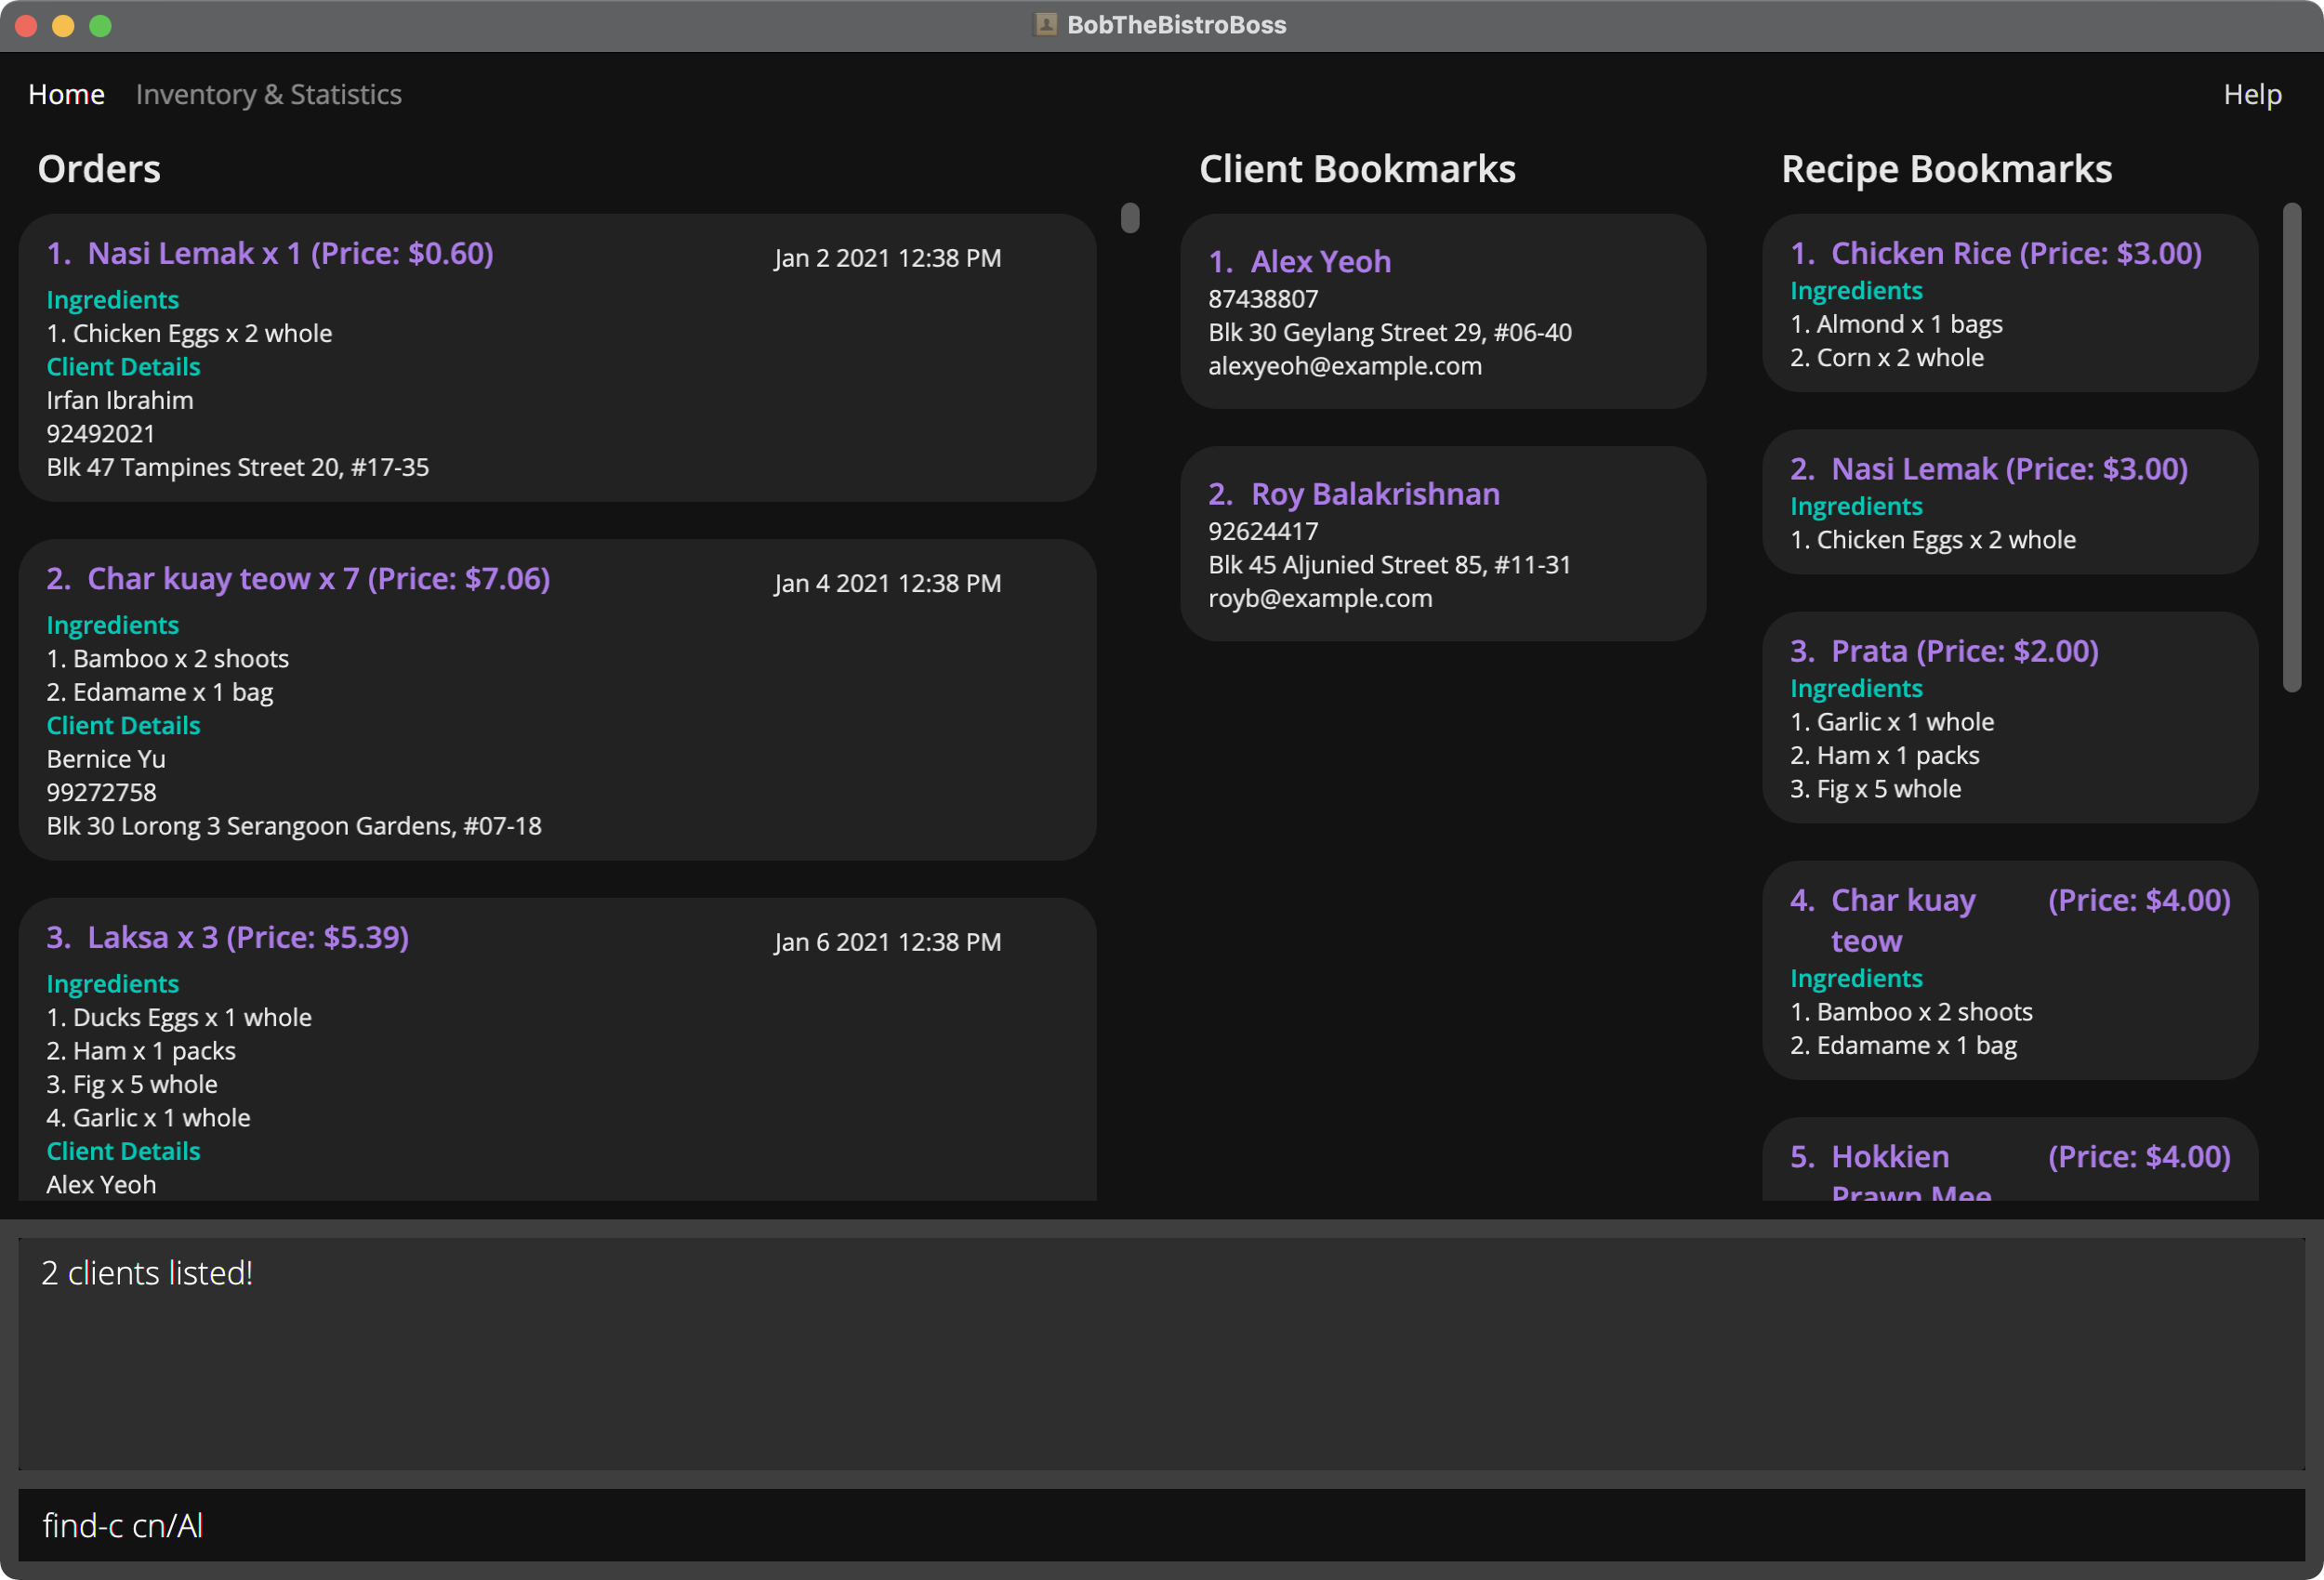 BobTheBistroBoss
Home Inventory & Statistics Help
Orders
1. Nasi Lemak x 1 (Price: $0.60) Jan 2 2021 12:38 PM
Ingredients
1. Chicken Eggs x 2 whole
Client Details
Irfan Ibrahim
92492021
Blk 47 Tampines Street 20, #17-35
2. Char kuay teow x 7 (Price: $7.06) Jan 4 2021 12:38 PM
Ingredients
1. Bamboo x 2 shoots
2. Edamame x 1 bag
Client Details
Bernice Yu
99272758
Blk 30 Lorong 3 Serangoon Gardens, #07-18
3. Laksa x 3 (Price: $5.39) Jan 6 2021 12:38 PM
Ingredients
1. Ducks Eggs x 1 whole
2. Ham x 1 packs
3. Fig x 5 whole
4. Garlic x 1 whole
Client Details
Alex Yeoh
Client Bookmarks
1. Alex Yeoh
87438807
Blk 30 Geylang Street 29, #06-40
alexyeoh@example.com
2. Roy Balakrishnan
92624417
Blk 45 Aljunied Street 85, #11-31
royb@example.com
Recipe Bookmarks
1. Chicken Rice (Price: $3.00)
Ingredients
1. Almond x 1 bags
2. Corn x 2 whole
2. Nasi Lemak (Price: $3.00)
Ingredients
1. Chicken Eggs x 2 whole
3. Prata (Price: $2.00)
Ingredients
1. Garlic x 1 whole
2. Ham x 1 packs
3. Fig x 5 whole
4. Char kuay (Price: $4.00)
teow
Ingredients
1. Bamboo x 2 shoots
2. Edamame x 1 bag
5. Hokkien (Price: $4.00)
Prawn Mee
2 clients listed!
find-c cn/Al